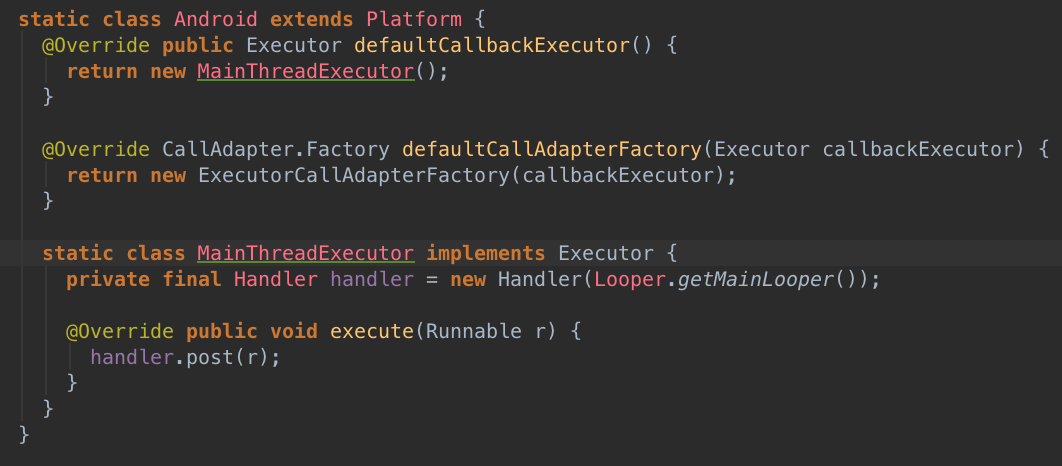 static class Android extends Platform {
  @Override public Executor defaultCallbackExecutor() {
    return new MainThreadExecutor();
  }

  @Override CallAdapter.Factory defaultCallAdapterFactory(Executor callbackExecutor) {
    return new ExecutorCallAdapterFactory(callbackExecutor);
  }

  static class MainThreadExecutor implements Executor {
    private final Handler handler = new Handler(Looper.getMainLooper());

    @Override public void execute(Runnable r) {
      handler.post(r);
    }
  }
}